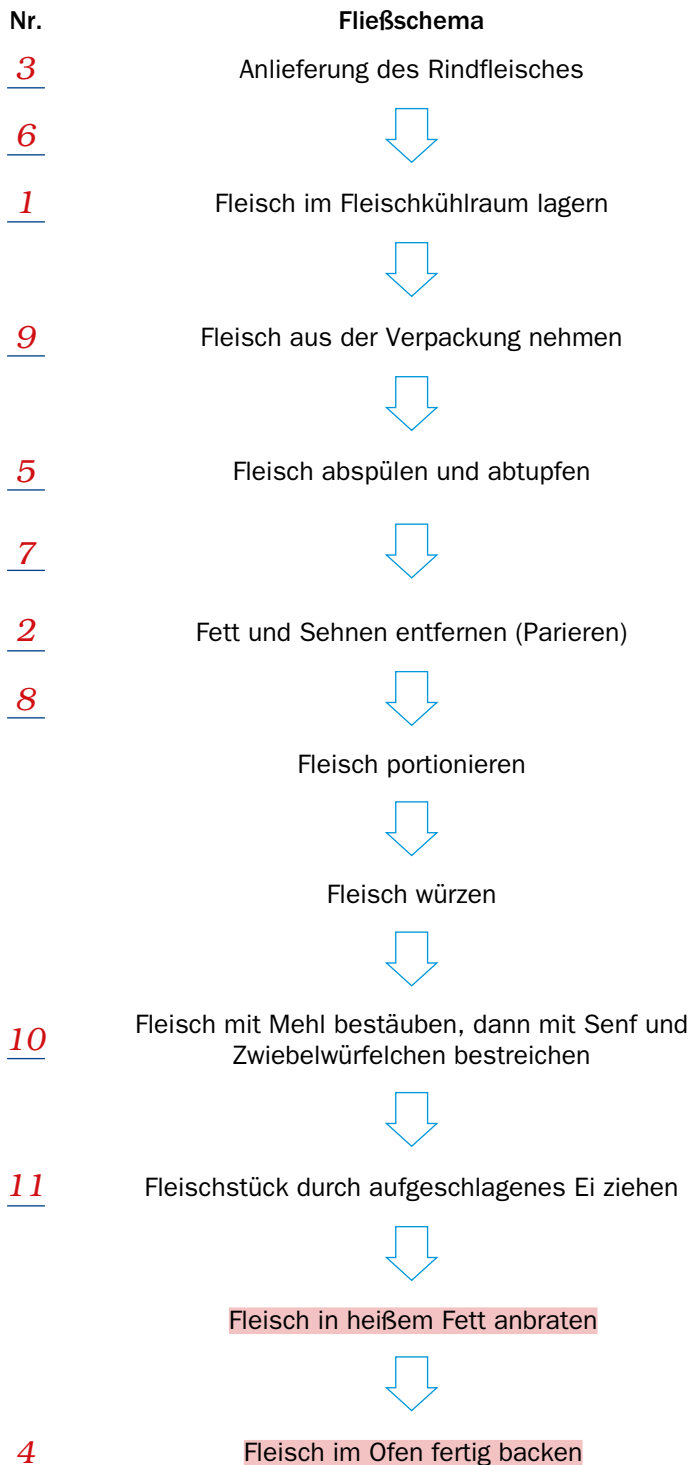 Nr. Fließschema
3 Anlieferung des Rindfleisches
6
1 Fleisch im Fleischkühlraum lagern
9 Fleisch aus der Verpackung nehmen
5 Fleisch abspülen und abtupfen
7
2 Fett und Sehnen entfernen (Parieren)
8
Fleisch portionieren
Fleisch würzen
10 Fleisch mit Mehl bestäuben, dann mit Senf und
Zwiebelwürfelchen bestreichen
11 Fleischstück durch aufgeschlagenes Ei ziehen
Fleisch in heißem Fett anbraten
4 Fleisch im Ofen fertig backen